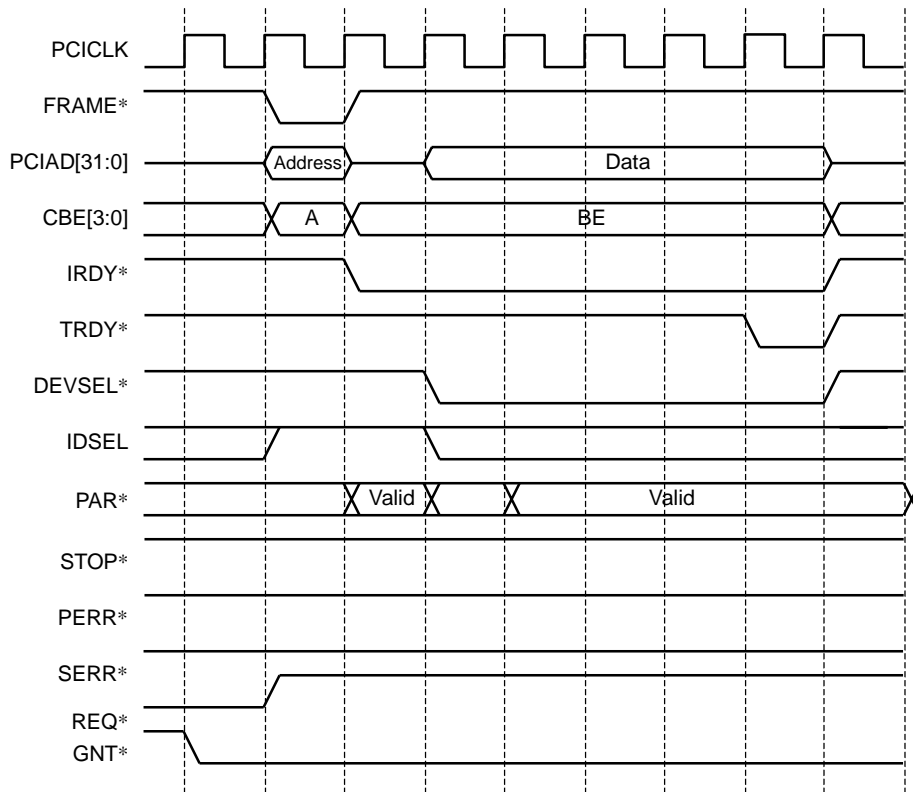 PCICLK
FRAME*
PCIAD[31:0] Address Data
CBE[3:0] A BE
IRDY*
TRDY*
DEVSEL*
IDSEL
PAR* Valid Valid
STOP*
PERR*
SERR*
REQ*
GNT*